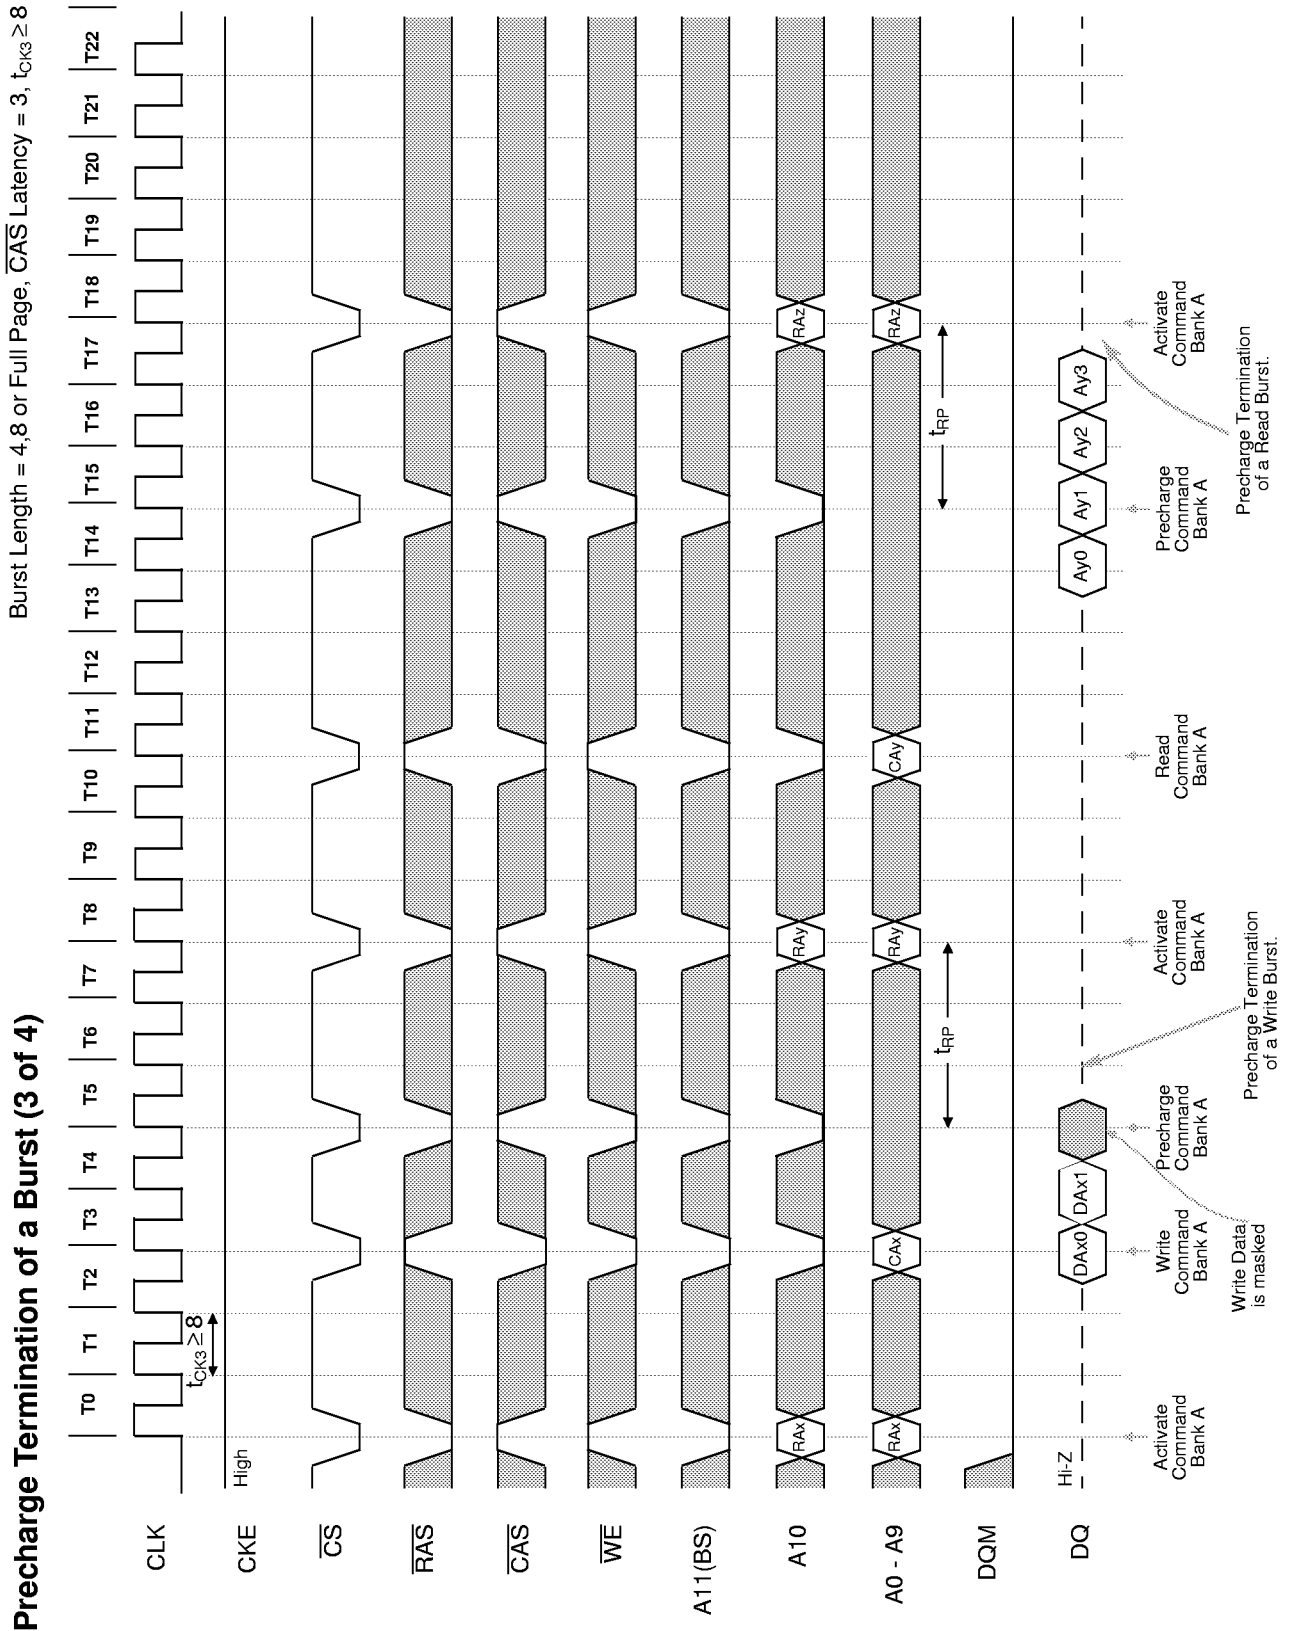 Precharge Termination of a Burst (3 of 4)
Burst Length = 4,8 or Full Page, CAS Latency = 3, tCK3 ≥ 8
T0 T1 T2 T3 T4 T5 T6 T7 T8 T9 T10 T11 T12 T13 T14 T15 T16 T17 T18 T19 T20 T21 T22
CLK
tCK3 ≥ 8
CKE
High
CS
RAS
CAS
WE
A11(BS)
A10
RAx RAy RAz
A0 - A9
RAx CAx RAy CAy RAz
tRP tRP
DQM
DQ
Hi-Z
DAx0 DAx1 Ay0 Ay1 Ay2 Ay3
Activate
Command
Bank A
Write
Command
Bank A
Precharge
Command
Bank A
Activate
Command
Bank A
Read
Command
Bank A
Precharge
Command
Bank A
Activate
Command
Bank A
Write Data
is masked
Precharge Termination
of a Write Burst.
Precharge Termination
of a Read Burst.